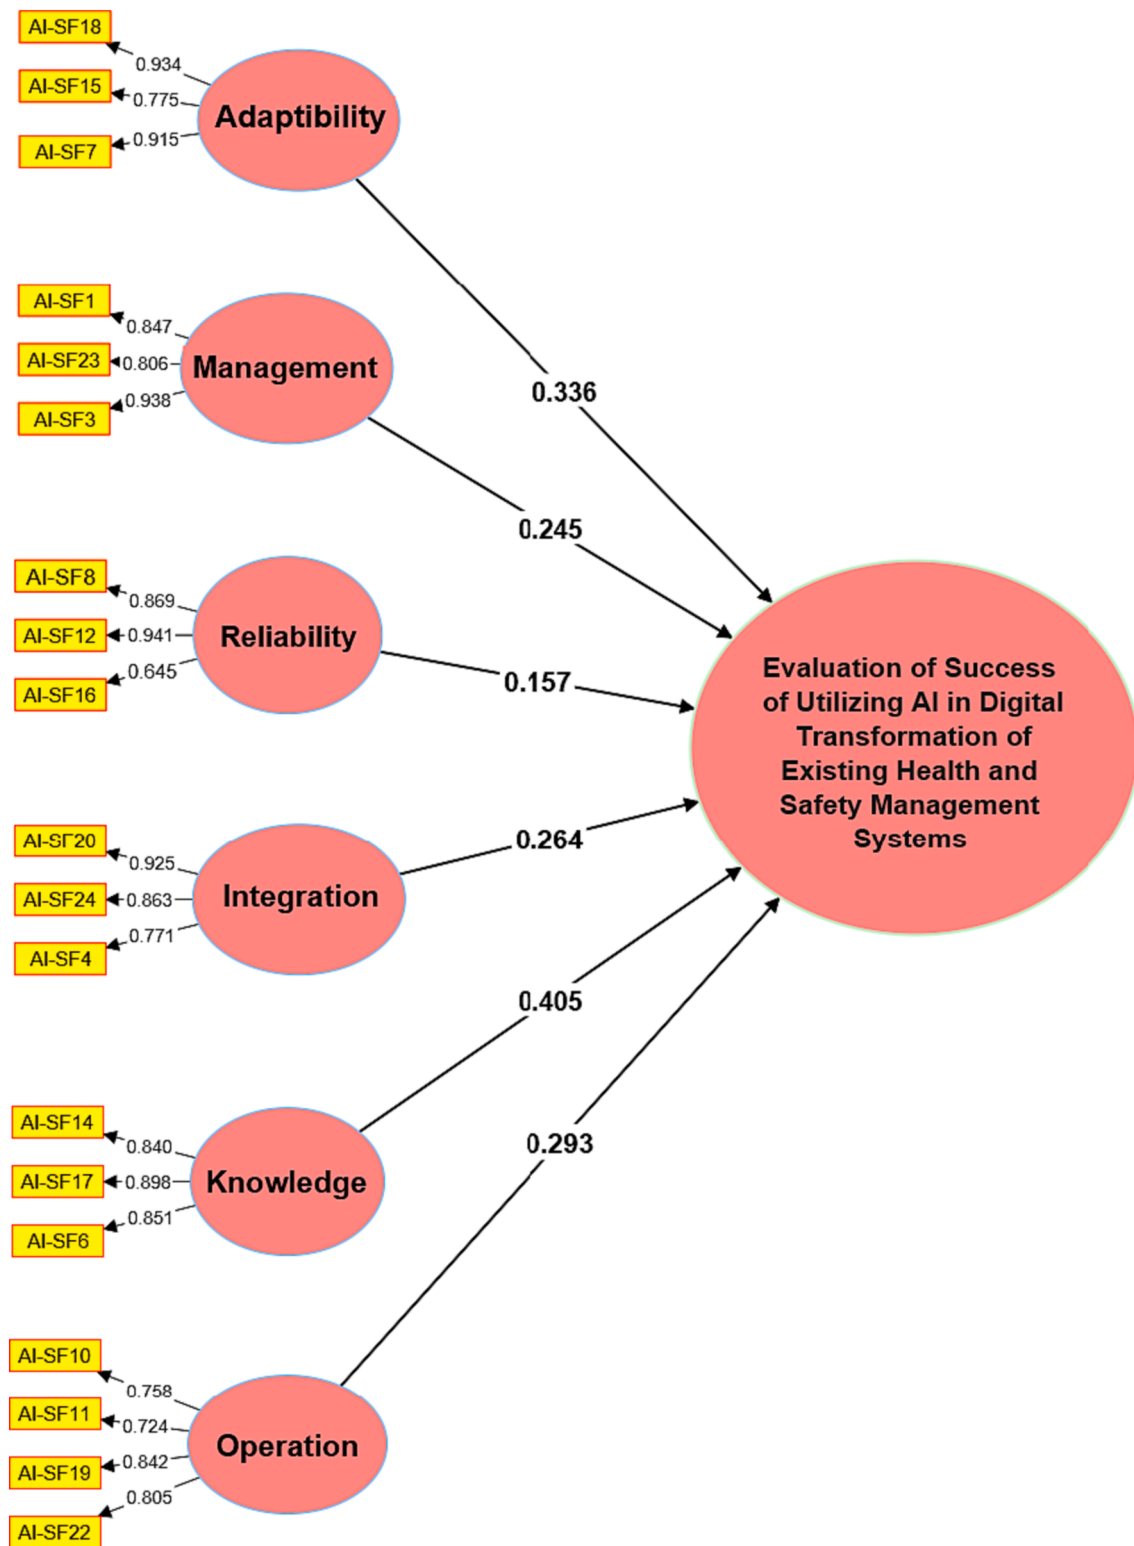 AI-SF18
0.934
AI-SF15
0.775
AI-SF7
0.915
Adaptibility
0.336
AI-SF1
0.847
AI-SF23
0.806
AI-SF3
0.938
Management
0.245
AI-SF8
0.869
AI-SF12
0.941
AI-SF16
0.645
Reliability
0.157
Evaluation of Success
of Utilizing AI in Digital
Transformation of
Existing Health and
Safety Management
Systems
AI-SF20
0.925
AI-SF24
0.863
AI-SF4
0.771
Integration
0.264
AI-SF14
0.840
AI-SF17
0.898
AI-SF6
0.851
Knowledge
0.405
AI-SF10
0.758
AI-SF11
0.724
AI-SF19
0.842
AI-SF22
0.805
Operation
0.293